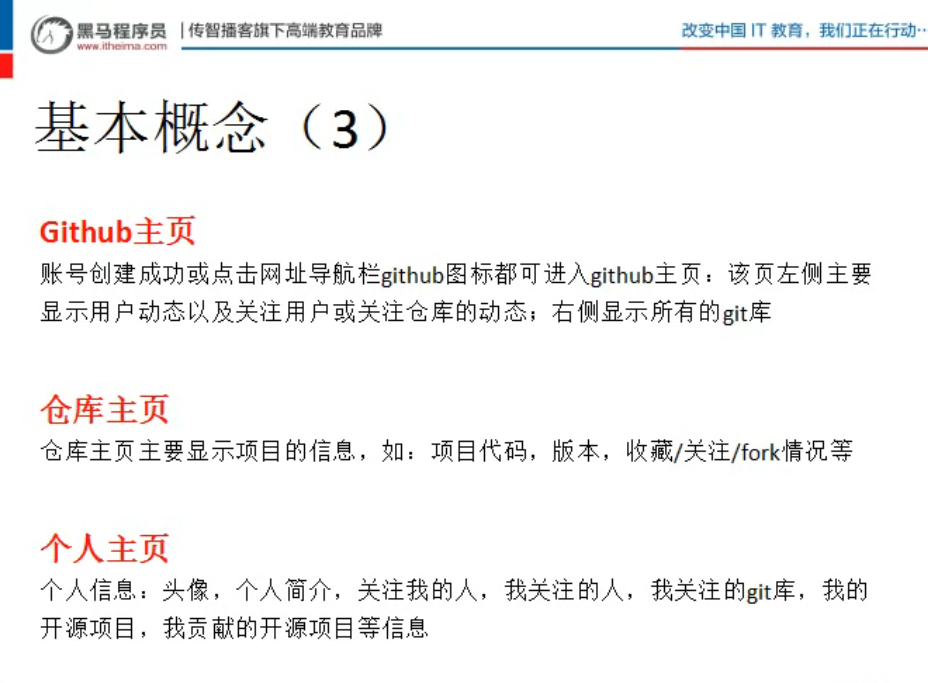 黑马程序员 | 传智播客旗下高端教育品牌
www.itheima.com
改变中国 IT 教育，我们正在行动…
基本概念（3）
Github主页
账号创建成功或点击网址导航栏github图标都可进入github主页：该页左侧主要
显示用户动态以及关注用户或关注仓库的动态；右侧显示所有的git库
仓库主页
仓库主页主要显示项目的信息，如：项目代码，版本，收藏/关注/fork情况等
个人主页
个人信息：头像，个人简介，关注我的人，我关注的人，我关注的git库，我的
开源项目，我贡献的开源项目等信息